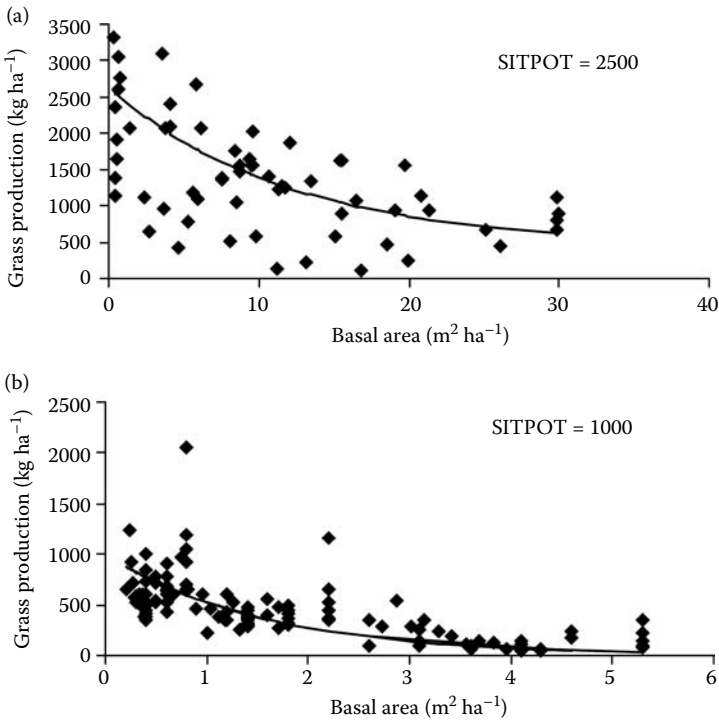 (a)
3500
3000
2500
2000
1500
1000
500
0
Grass production (kg ha⁻¹)
SITPOT = 2500
0 10 20 30 40
Basal area (m² ha⁻¹)
(b)
2500
2000
1500
1000
500
0
Grass production (kg ha⁻¹)
SITPOT = 1000
0 1 2 3 4 5 6
Basal area (m² ha⁻¹)